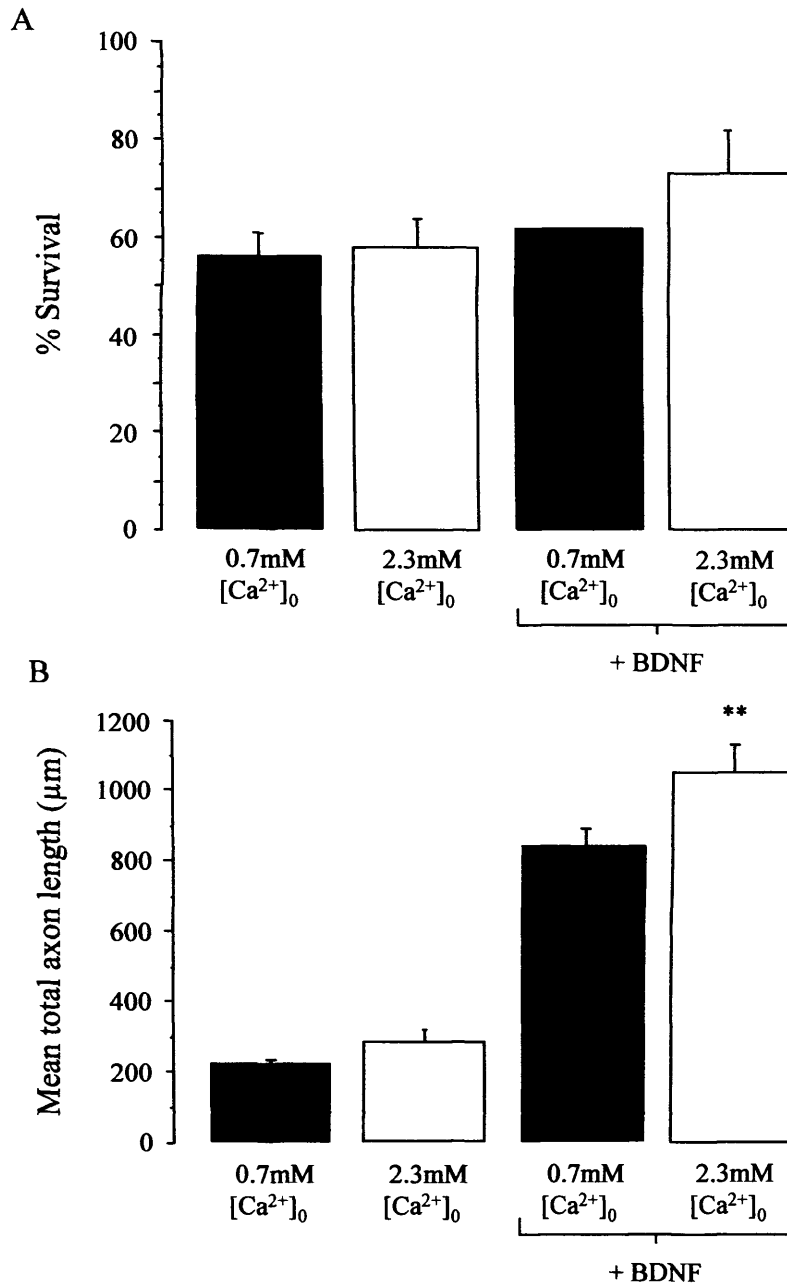 A
100
80
60
40
20
0
% Survival
0.7mM 2.3mM 0.7mM 2.3mM
[Ca²⁺]₀ [Ca²⁺]₀ [Ca²⁺]₀ [Ca²⁺]₀
+ BDNF
B
**
1200
1000
800
600
400
200
0
Mean total axon length (µm)
0.7mM 2.3mM 0.7mM 2.3mM
[Ca²⁺]₀ [Ca²⁺]₀ [Ca²⁺]₀ [Ca²⁺]₀
+ BDNF